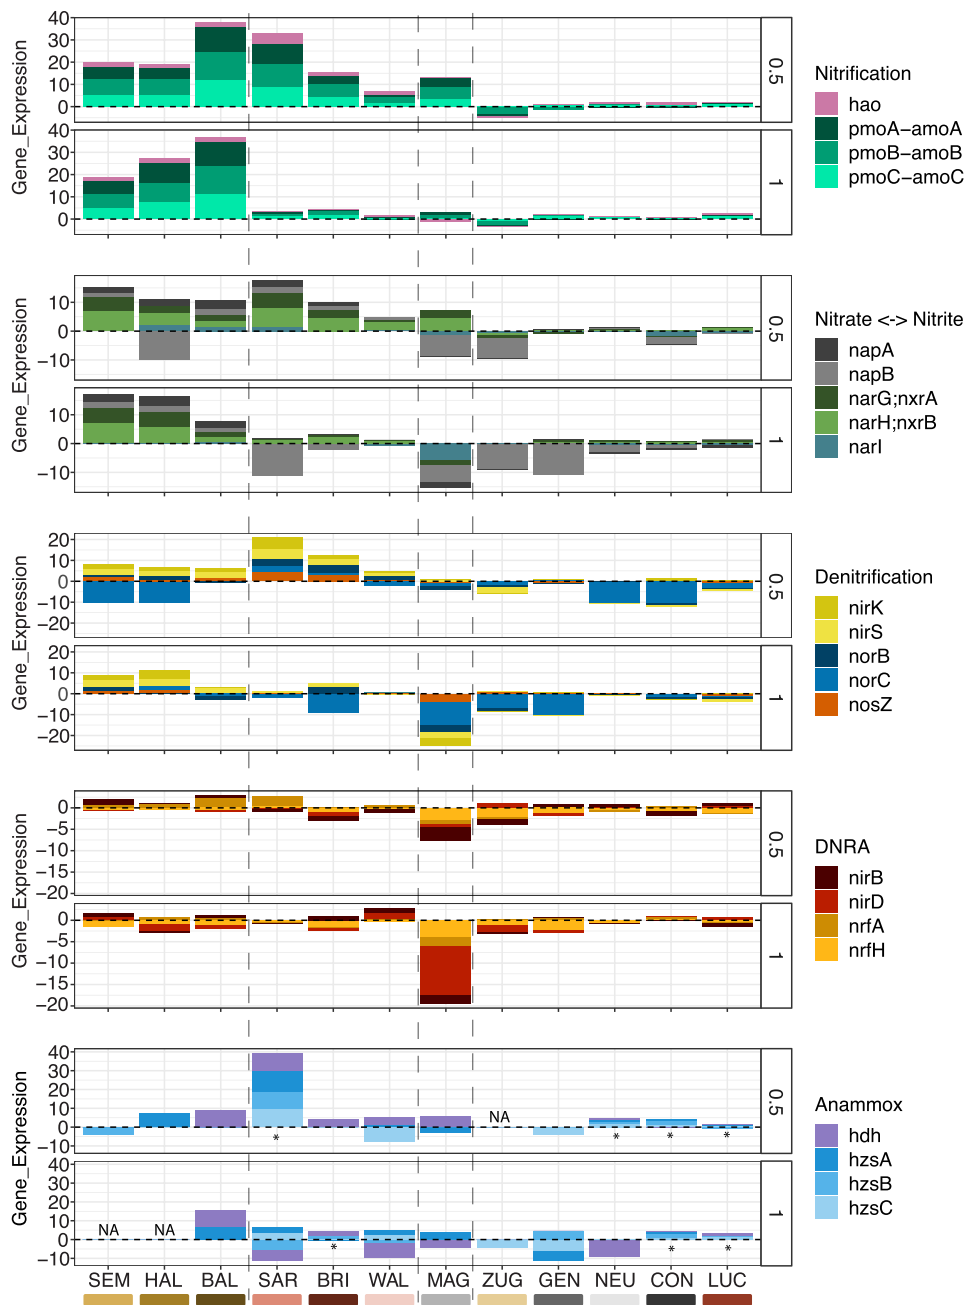 Gene_Expression
40
30
20
10
0
0.5
Gene_Expression
40
30
20
10
0
1
Nitrification
hao
pmoA-amoA
pmoB-amoB
pmoC-amoC
Gene_Expression
10
0
-10
0.5
Gene_Expression
10
0
-10
1
Nitrate <-> Nitrite
napA
napB
narG;nxrA
narH;nxrB
narI
Gene_Expression
20
10
0
-10
-20
0.5
Gene_Expression
20
10
0
-10
-20
1
Denitrification
nirK
nirS
norB
norC
nosZ
Gene_Expression
0
-5
-10
-15
-20
0.5
Gene_Expression
0
-5
-10
-15
-20
1
DNRA
nirB
nirD
nrfA
nrfH
Gene_Expression
40
30
20
10
0
-10
NA
* * * *
0.5
Gene_Expression
40
30
20
10
0
-10
NA NA
* * *
1
Anammox
hdh
hzsA
hzsB
hzsC
SEM HAL BAL SAR BRI WAL MAG ZUG GEN NEU CON LUC